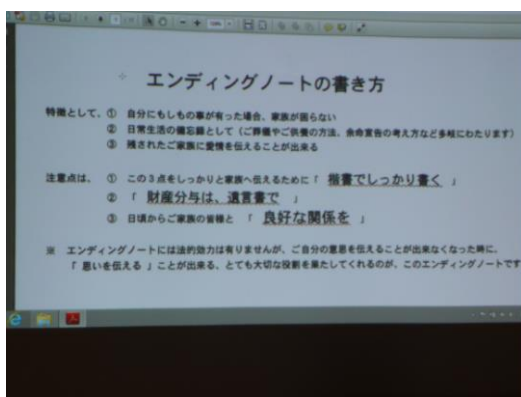 エンディングノートの書き方
特徴として、① 自分にもしもの事が有った場合、家族が困らない
② 日常生活の備忘録として(ご葬儀やご供養の方法、余命宣告の考え方など多岐にわたります)
③ 残されたご家族に愛情を伝えることが出来る
注意点は、 ① この3点をしっかりと家族へ伝えるために「 楷書でしっかり書く 」
② 「 財産分与は、遺言書で 」
③ 日頃からご家族の皆様と 「 良好な関係を 」
※ エンディングノートには法的効力は有りませんが、ご自分の意思を伝えることが出来なくなった時に、
「 思いを伝える 」ことが出来る、とても大切な役割を果たしてくれるのが、このエンディングノートです